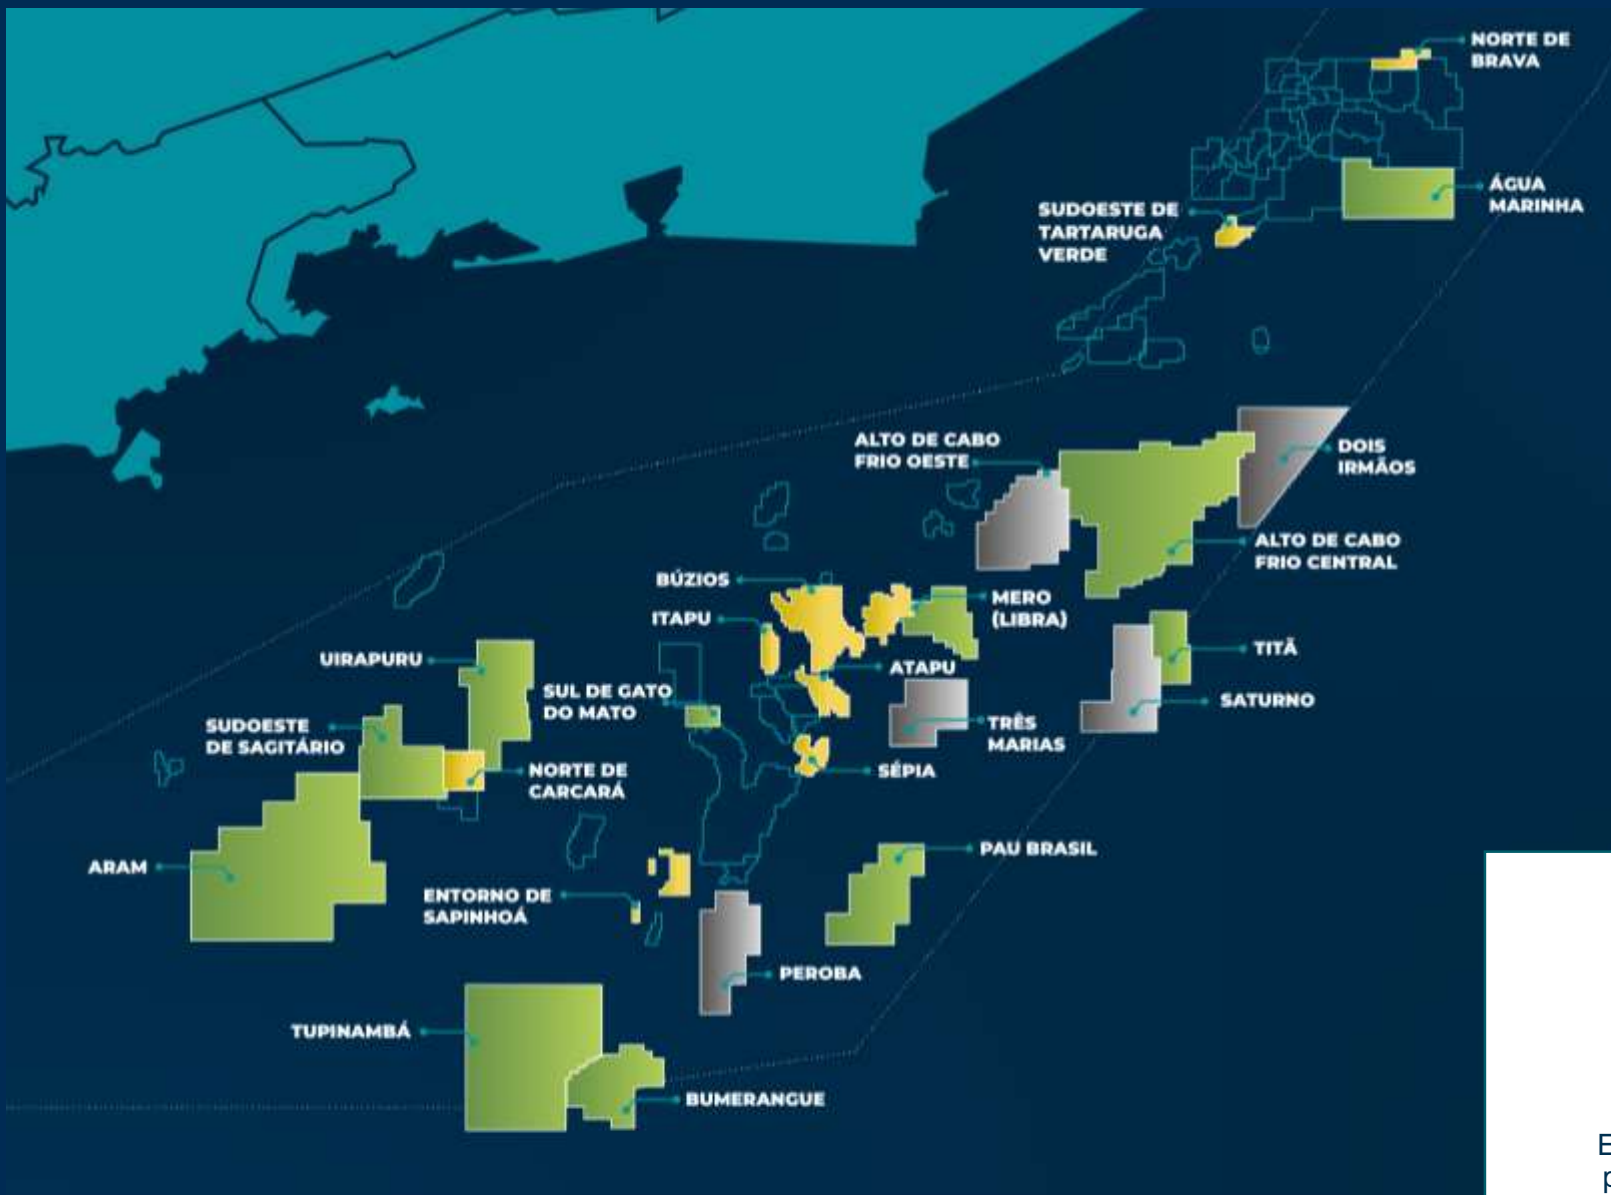 NORTE DE
BRAVA
ÁGUA
MARINHA
SUDOESTE DE
TARTARUGA
VERDE
ALTO DE CABO
FRIO OESTE
DOIS
IRMÃOS
ALTO DE CABO
FRIO CENTRAL
BÚZIOS
MERO
(LIBRA)
ITAPU
TITÃ
UIRAPURU
ATAPU
SUL DE GATO
DO MATO
SATURNO
SUDOESTE
DE SAGITÁRIO
TRÊS
MARIAS
NORTE DE
CARCARÁ
SÉPIA
PAU BRASIL
ARAM
ENTORNO DE
SAPINHOÁ
PEROBA
TUPINAMBÁ
BUMERANGUE
E
p